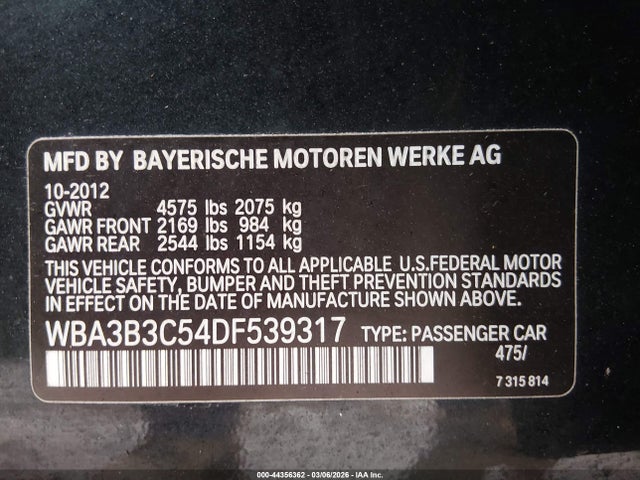 MFD BY BAYERISCHE MOTOREN WERKE AG
10-2012
GVWR 4575 lbs 2075 kg
GAWR FRONT 2169 lbs 984 kg
GAWR REAR 2544 lbs 1154 kg
THIS VEHICLE CONFORMS TO ALL APPLICABLE U.S.FEDERAL MOTOR
VEHICLE SAFETY, BUMPER AND THEFT PREVENTION STANDARDS
IN EFFECT ON THE DATE OF MANUFACTURE SHOWN ABOVE.
WBA3B3C54DF539317 TYPE: PASSENGER CAR
475/
7 315 814
000-44356362 - 03/06/2026 - IAA Inc.